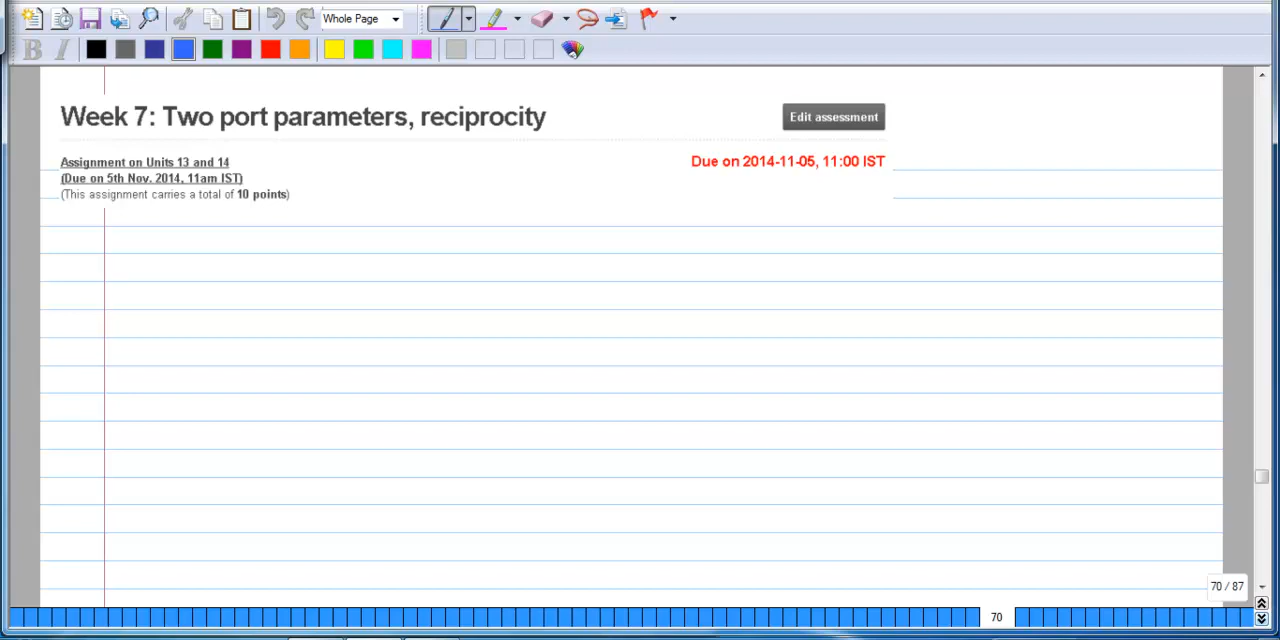 Whole Page
B I
Week 7: Two port parameters, reciprocity
Edit assessment
Assignment on Units 13 and 14
Due on 2014-11-05, 11:00 IST
(Due on 5th Nov. 2014, 11am IST)
(This assignment carries a total of 10 points)
70 / 87
70